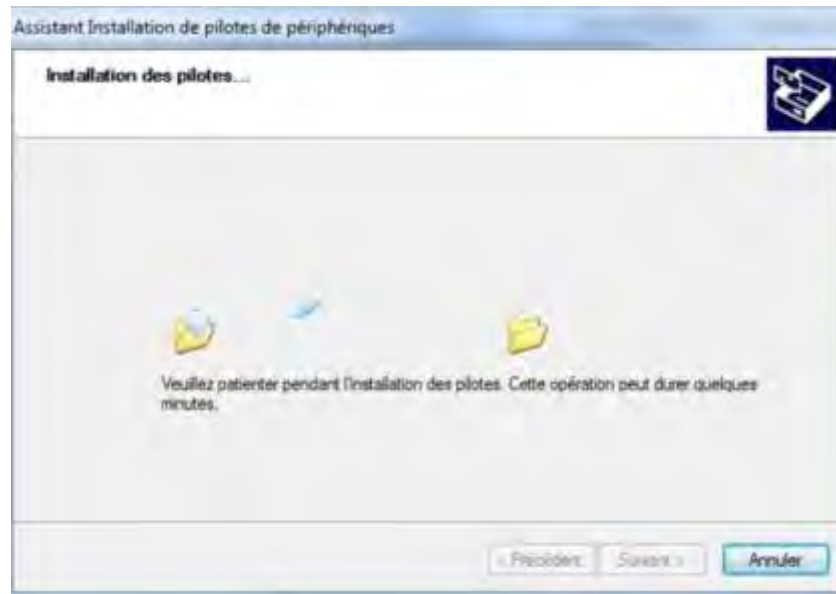 Assistant Installation de pilotes de périphériques
Installation des pilotes...
Veuillez patienter pendant l'installation des pilotes. Cette opération peut durer quelques
minutes.
< Précédent Suivant > Annuler